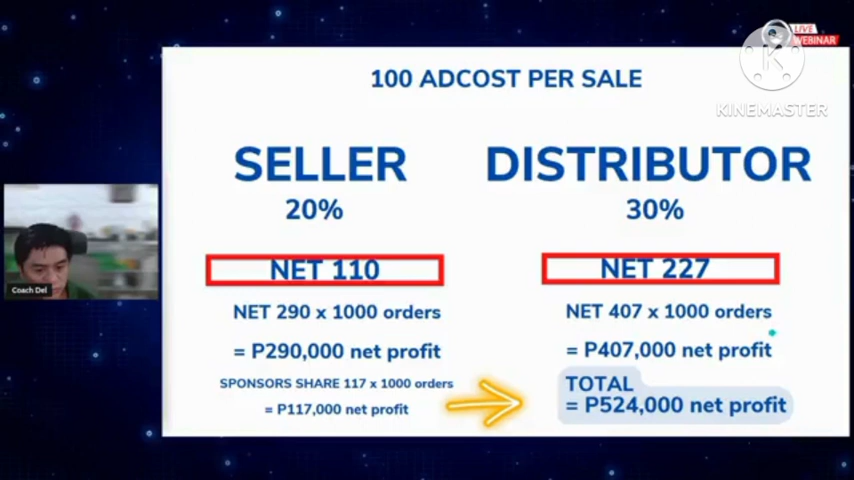 LIVE
WEBINAR
K
KINEMASTER
100 ADCOST PER SALE
SELLER
20%
NET 110
NET 290 x 1000 orders
= P290,000 net profit
SPONSORS SHARE 117 x 1000 orders
= P117,000 net profit
DISTRIBUTOR
30%
NET 227
NET 407 x 1000 orders
= P407,000 net profit
TOTAL
= P524,000 net profit
Coach Del